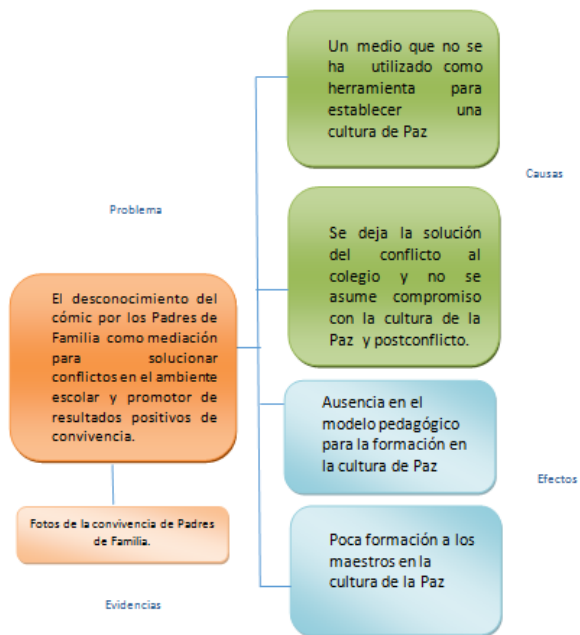 Un medio que no se
ha utilizado como
herramienta para
establecer una
cultura de Paz
Causas
Problema
Se deja la solución
del conflicto al
colegio y no se
asume compromiso
con la cultura de la
Paz y postconflicto.
El desconocimiento del
cómic por los Padres de
Familia como mediación
para solucionar
conflictos en el ambiente
escolar y promotor de
resultados positivos de
convivencia.
Ausencia en el
modelo pedagógico
para la formación en
la cultura de Paz
Efectos
Fotos de la convivencia de Padres
de Familia.
Poca formación a los
maestros en la
cultura de la Paz
Evidencias